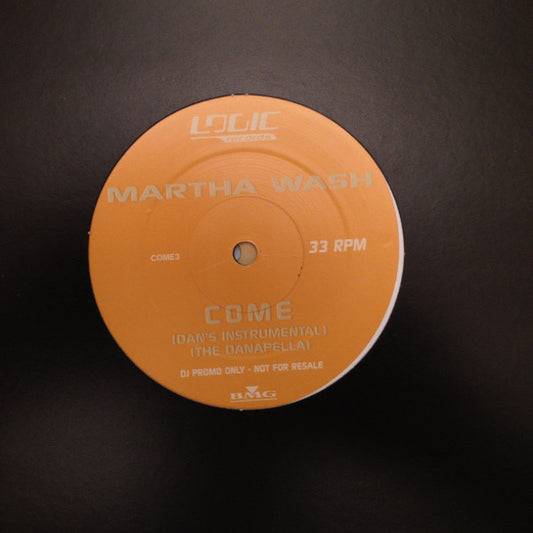 LOGIC
records
MARTHA WASH
COME3
33 RPM
COME
(DAN'S INSTRUMENTAL)
(THE DANAPELLA)
DJ PROMO ONLY - NOT FOR RESALE
BMG